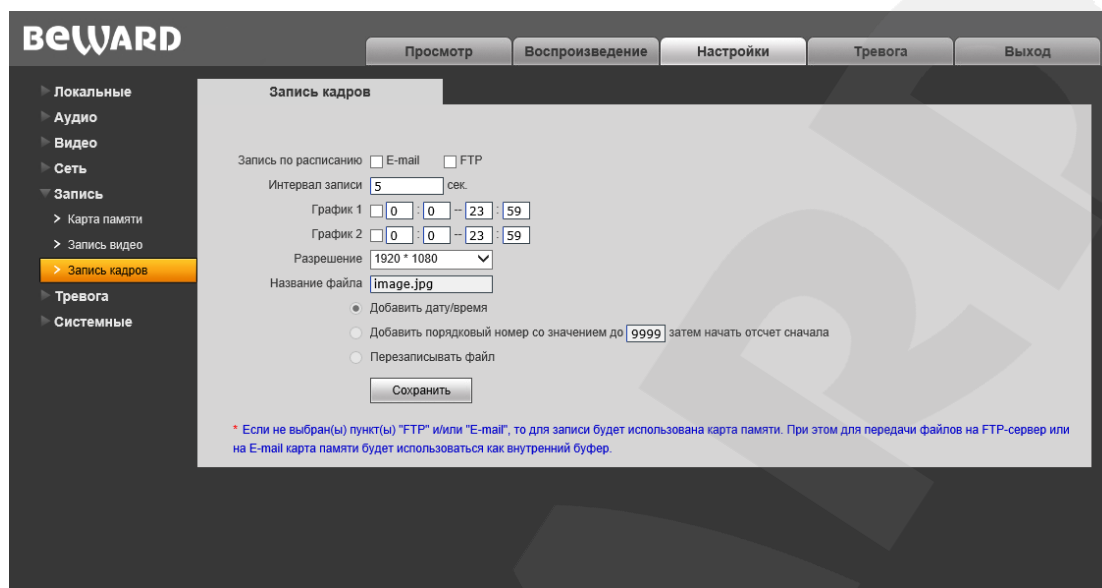 BEWARD
Просмотр Воспроизведение Настройки Тревога Выход
Локальные
Аудио
Видео
Сеть
Запись
> Карта памяти
> Запись видео
> Запись кадров
Тревога
Системные
Запись кадров
Запись по расписанию E-mail FTP
Интервал записи 5 сек.
График 1 0 : 0 -- 23 : 59
График 2 0 : 0 -- 23 : 59
Разрешение 1920 * 1080
Название файла image.jpg
Добавить дату/время
Добавить порядковый номер со значением до 9999 затем начать отсчет сначала
Перезаписывать файл
Сохранить
* Если не выбран(ы) пункт(ы) "FTP" и/или "E-mail", то для записи будет использована карта памяти. При этом для передачи файлов на FTP-сервер или
на E-mail карта памяти будет использоваться как внутренний буфер.